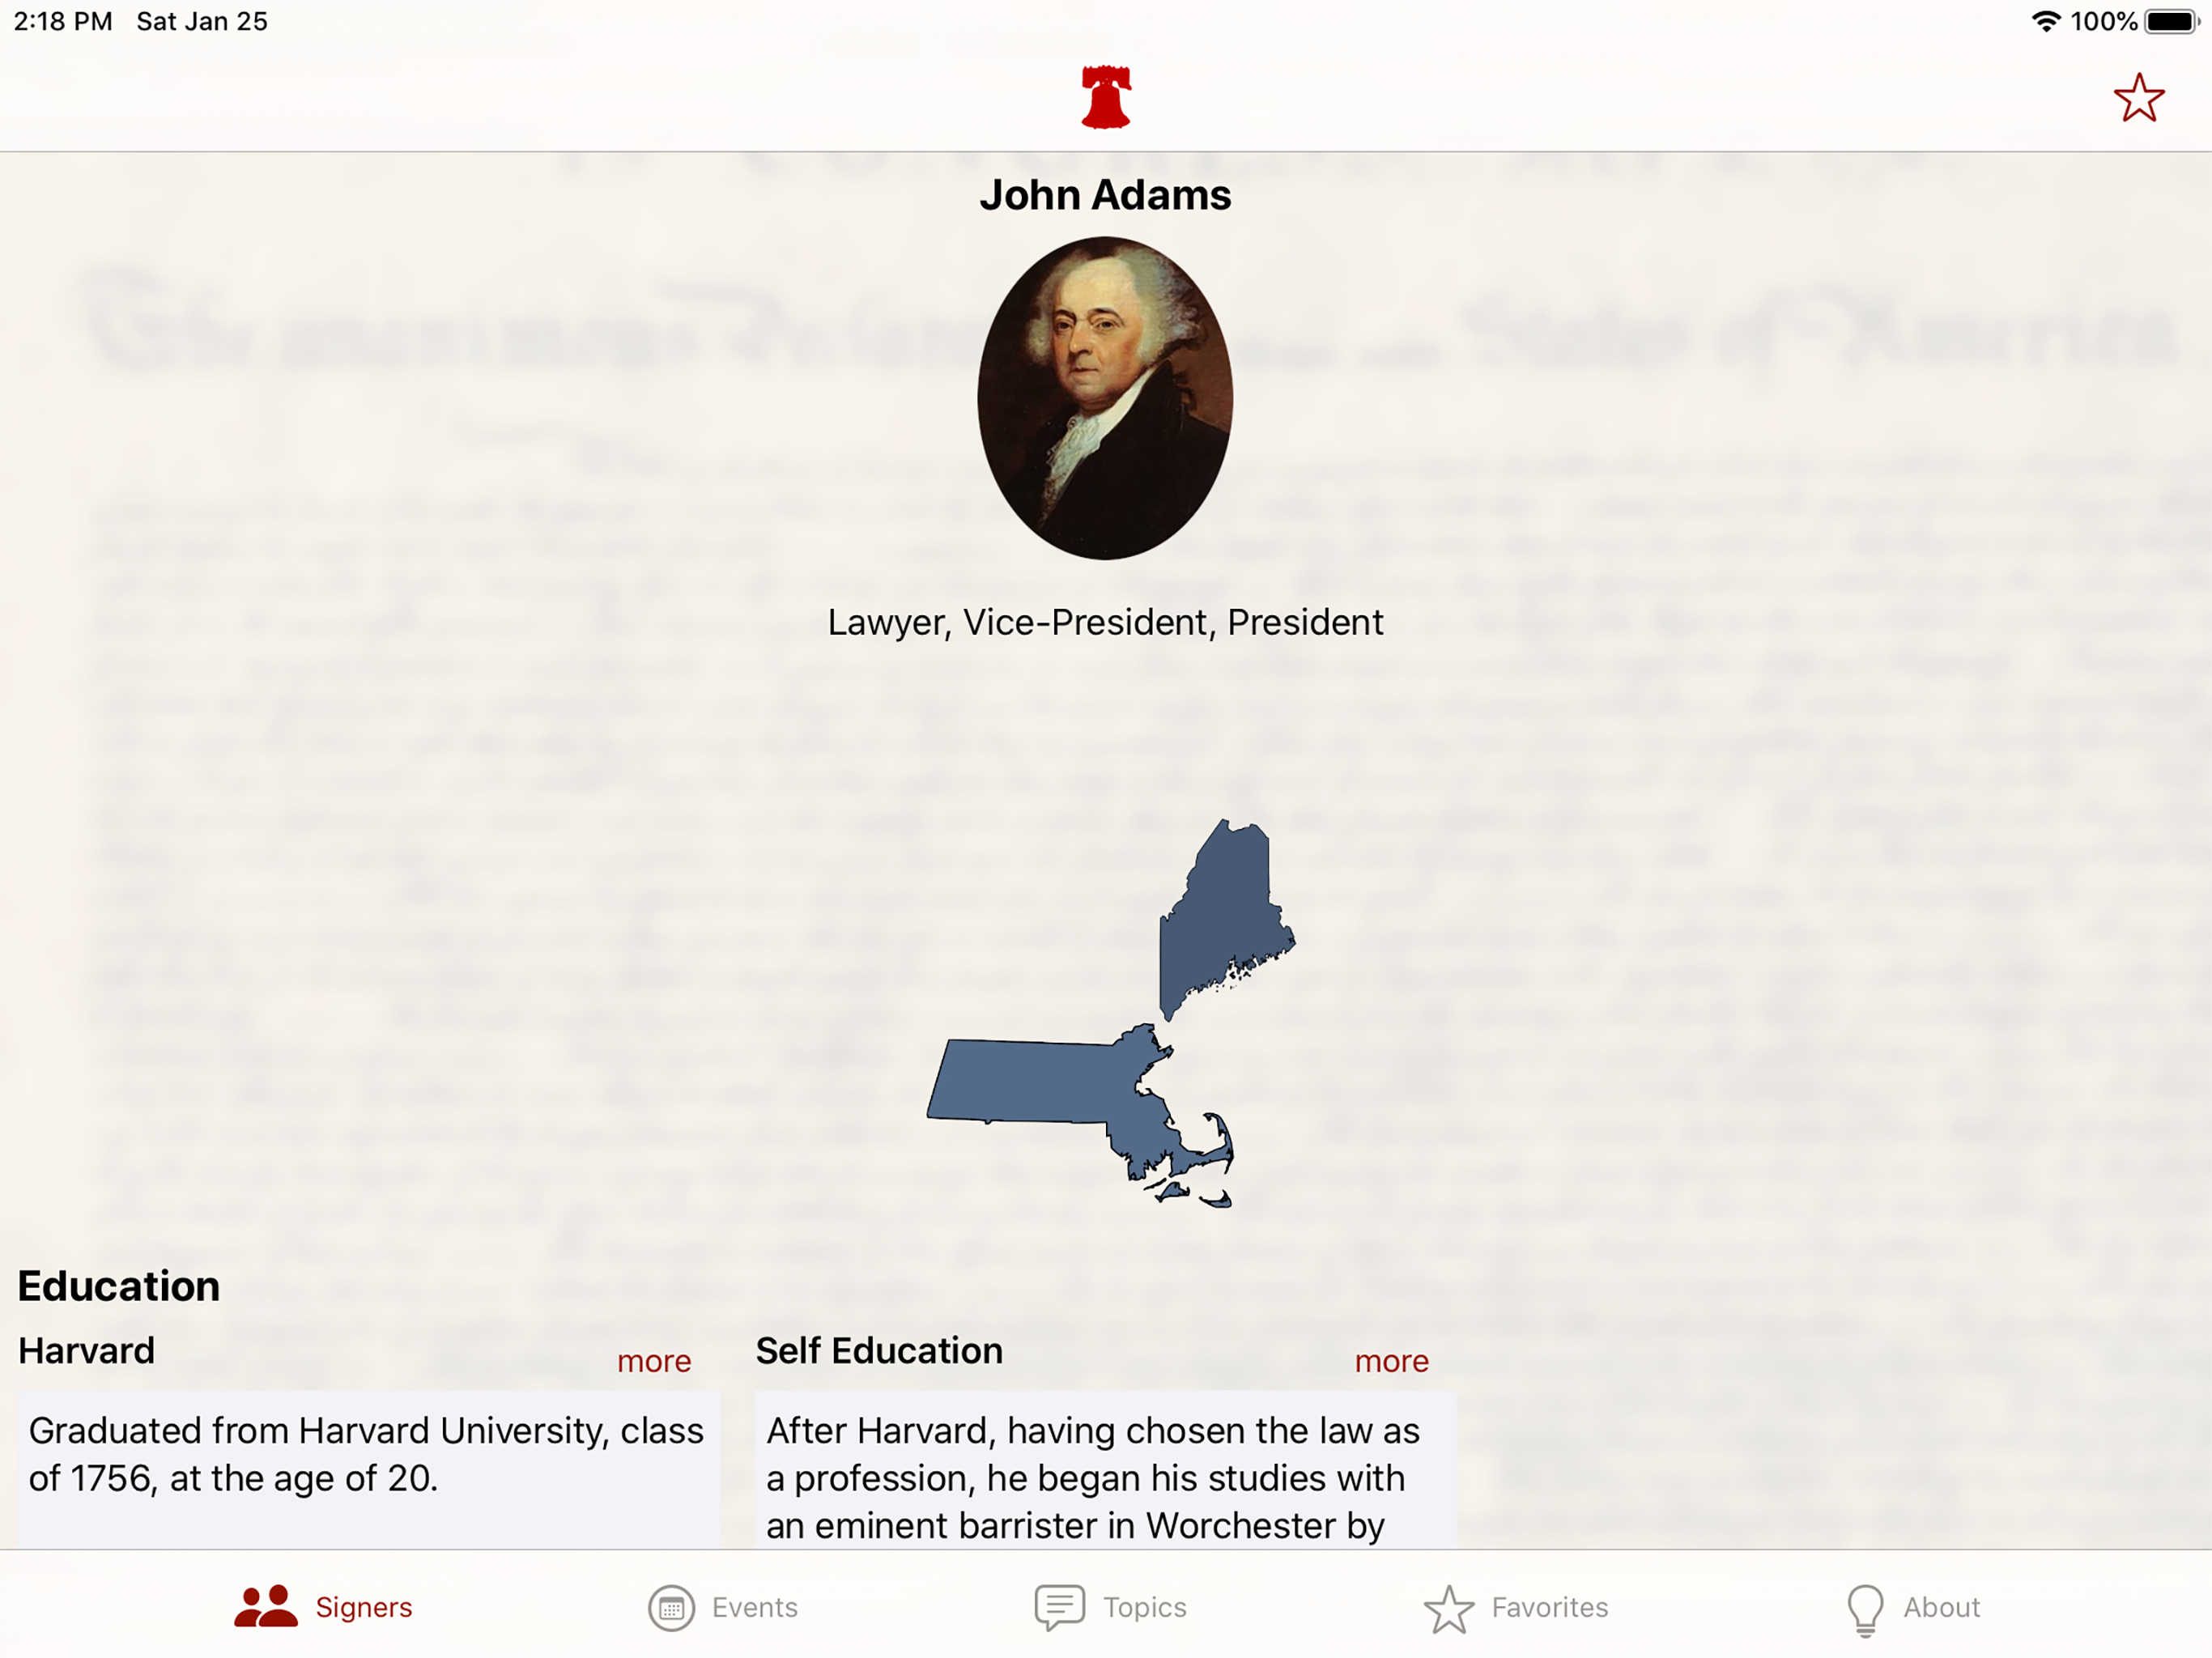 2:18 PM Sat Jan 25 100%
John Adams
Lawyer, Vice-President, President
Education
Harvard more Self Education more
Graduated from Harvard University, class
of 1756, at the age of 20.
After Harvard, having chosen the law as
a profession, he began his studies with
an eminent barrister in Worchester by
Signers Events Topics Favorites About